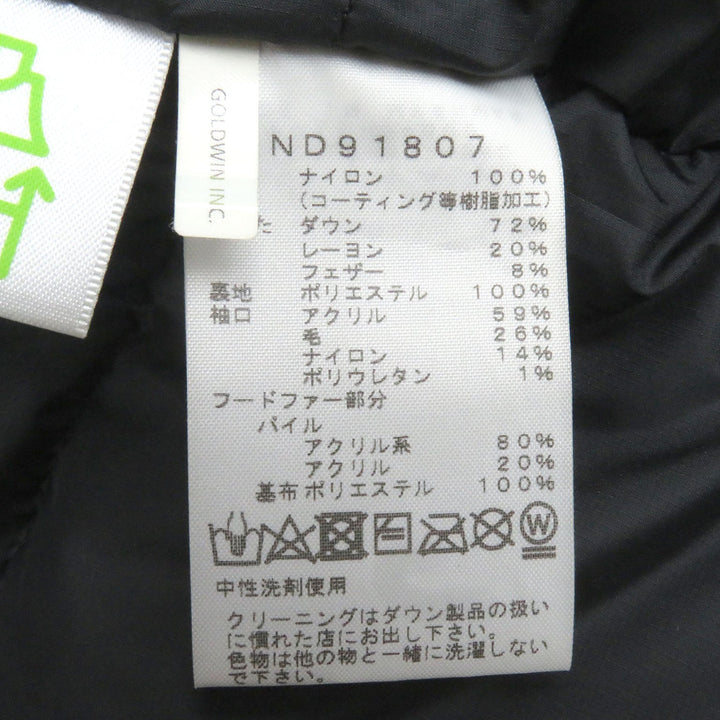 GOLDWIN INC.
ND91807
ナイロン 100%
(コーティング等樹脂加工)
た ダウン 72%
レーヨン 20%
フェザー 8%
裏地 ポリエステル 100%
袖口 アクリル 59%
毛 26%
ナイロン 14%
ポリウレタン 1%
フードファー部分
パイル
アクリル系 80%
アクリル 20%
基布 ポリエステル 100%
W
中性洗剤使用
クリーニングはダウン製品の扱い
に慣れた店にお出し下さい。
色物は他の物と一緒に洗濯しない
で下さい。